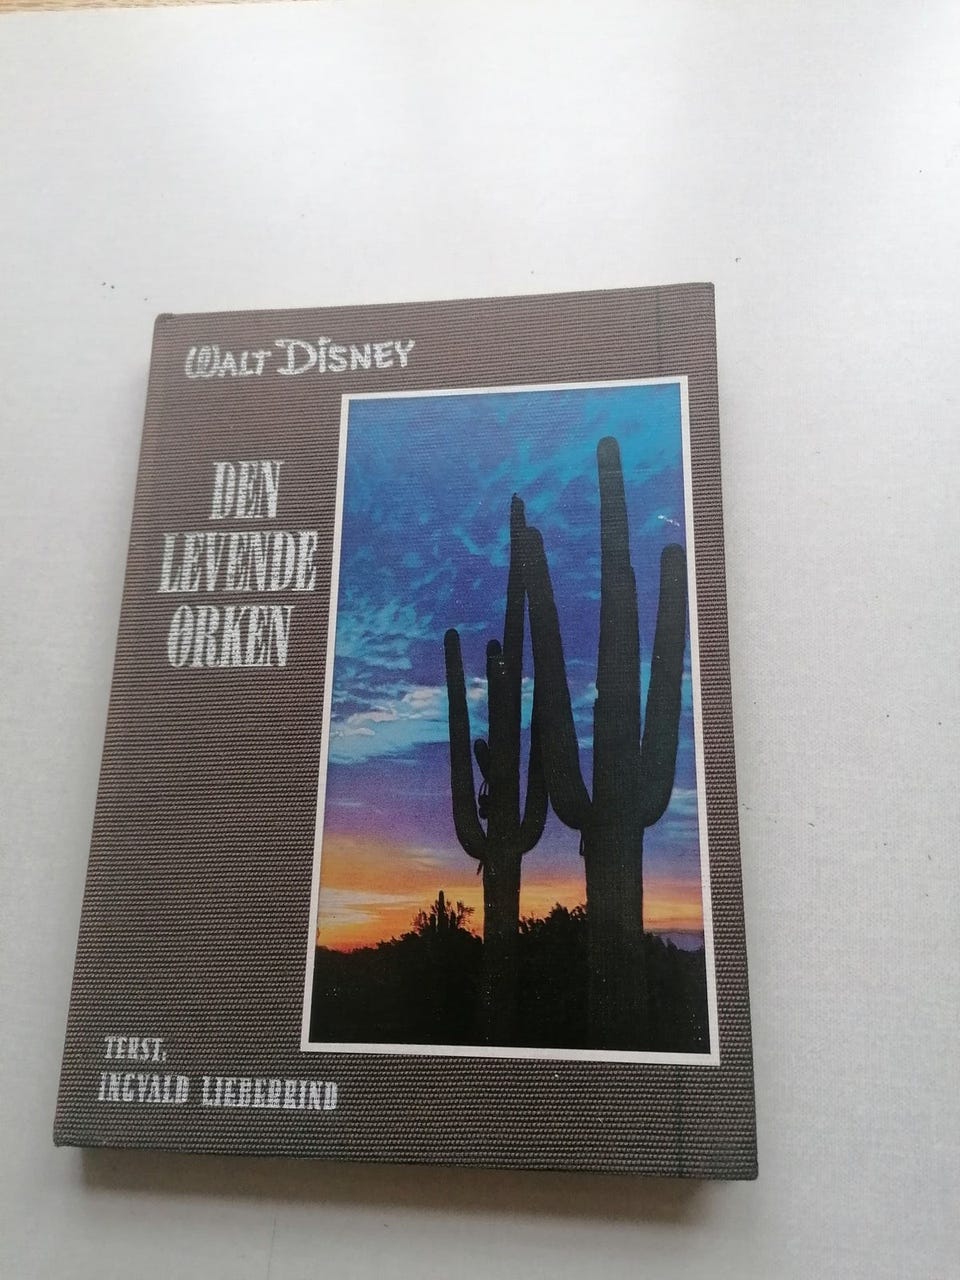 WALT DISNEY
DEN
LEVENDE
ØRKEN
TEKST:
INGVALD LIEBERKIND